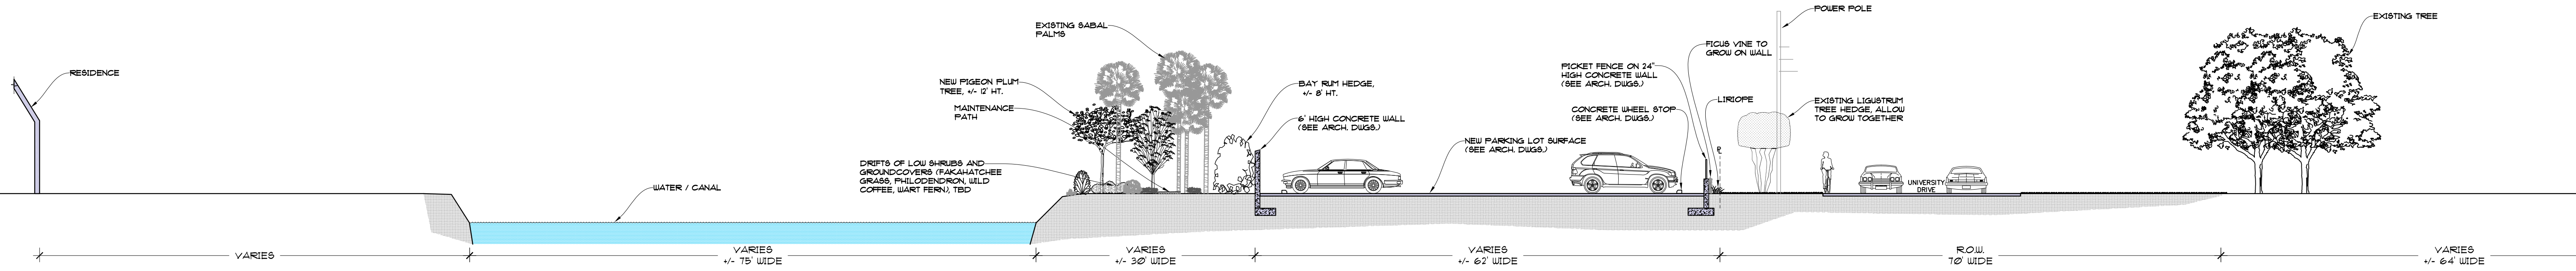 RESIDENCE
WATER / CANAL
EXISTING SABAL
PALMS
NEW PIGEON PLUM
TREE, +/- 12' HT.
MAINTENANCE
PATH
DRIFTS OF LOW SHRUBS AND
GROUNDCOVERS (FAKAHATCHEE
GRASS, PHILODENDRON, WILD
COFFEE, WART FERN), TBD
BAY RUM HEDGE,
+/- 8' HT.
6' HIGH CONCRETE WALL
(SEE ARCH. DWGS.)
NEW PARKING LOT SURFACE
(SEE ARCH. DWGS.)
PICKET FENCE ON 24"
HIGH CONCRETE WALL
(SEE ARCH. DWGS.)
CONCRETE WHEEL STOP
(SEE ARCH. DWGS.)
FICUS VINE TO
GROW ON WALL
LIRIOPE
POWER POLE
EXISTING LIGUSTRUM
TREE HEDGE, ALLOW
TO GROW TOGETHER
UNIVERSITY
DRIVE
EXISTING TREE
VARIES
VARIES
+/- 75' WIDE
VARIES
+/- 30' WIDE
VARIES
+/- 62' WIDE
R.O.W.
70' WIDE
VARIES
+/- 64' WIDE